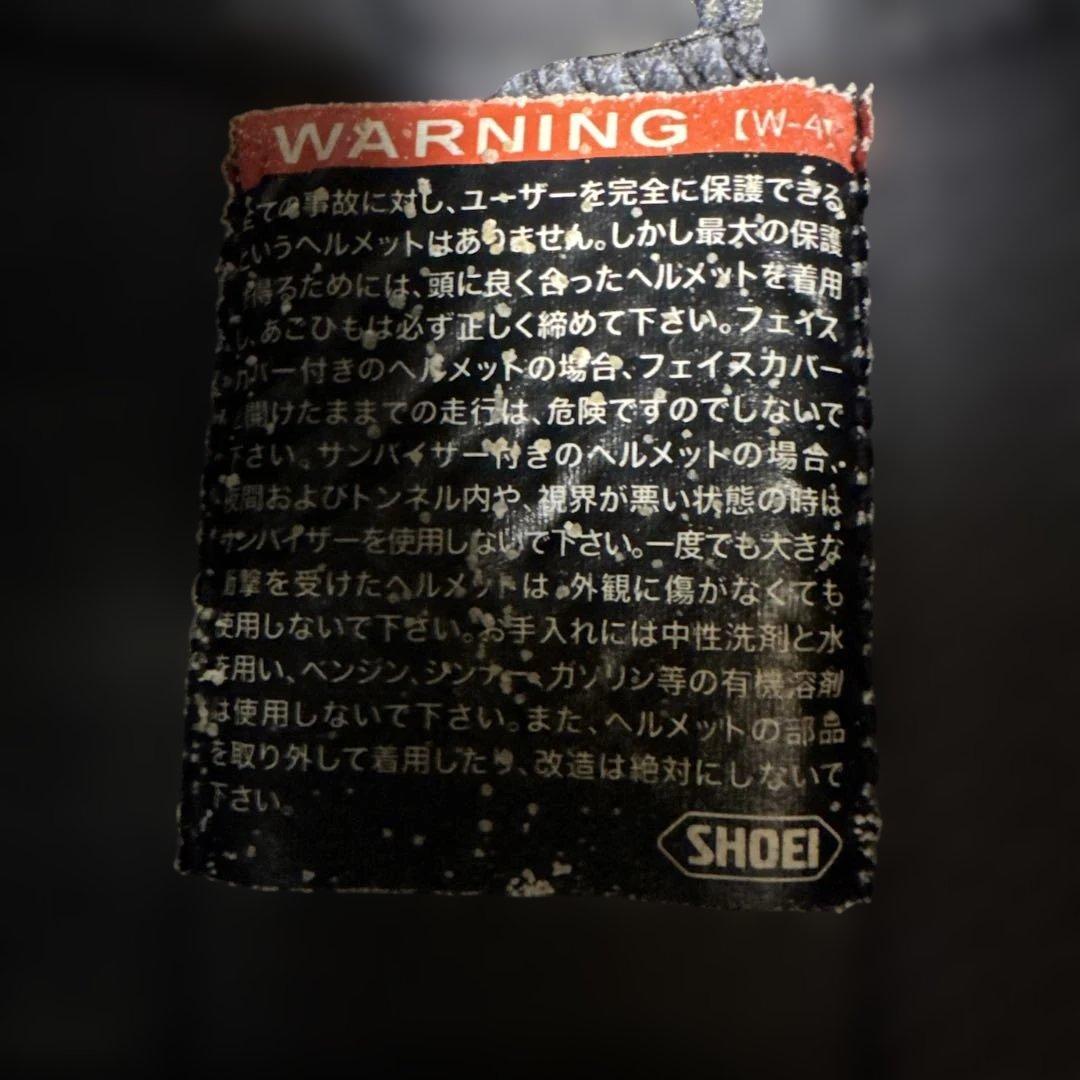 WARNING 【W-4】
全ての事故に対し、ユーザーを完全に保護できる
というヘルメットはありません。しかし最大の保護
を得るためには、頭に良く合ったヘルメットを着用
し、あごひもは必ず正しく締めて下さい。フェイス
カバー付きのヘルメットの場合、フェイスカバー
を開けたままでの走行は、危険ですのでしないで
下さい。サンバイザー付きのヘルメットの場合、
夜間およびトンネル内や、視界が悪い状態の時は
サンバイザーを使用しないで下さい。一度でも大きな
衝撃を受けたヘルメットは、外観に傷がなくても
使用しないで下さい。お手入れには中性洗剤と水
を用い、ベンジン、シンナー、ガソリン等の有機溶剤
は使用しないで下さい。また、ヘルメットの部品
を取り外して着用したり、改造は絶対にしないで
下さい。
SHOEI